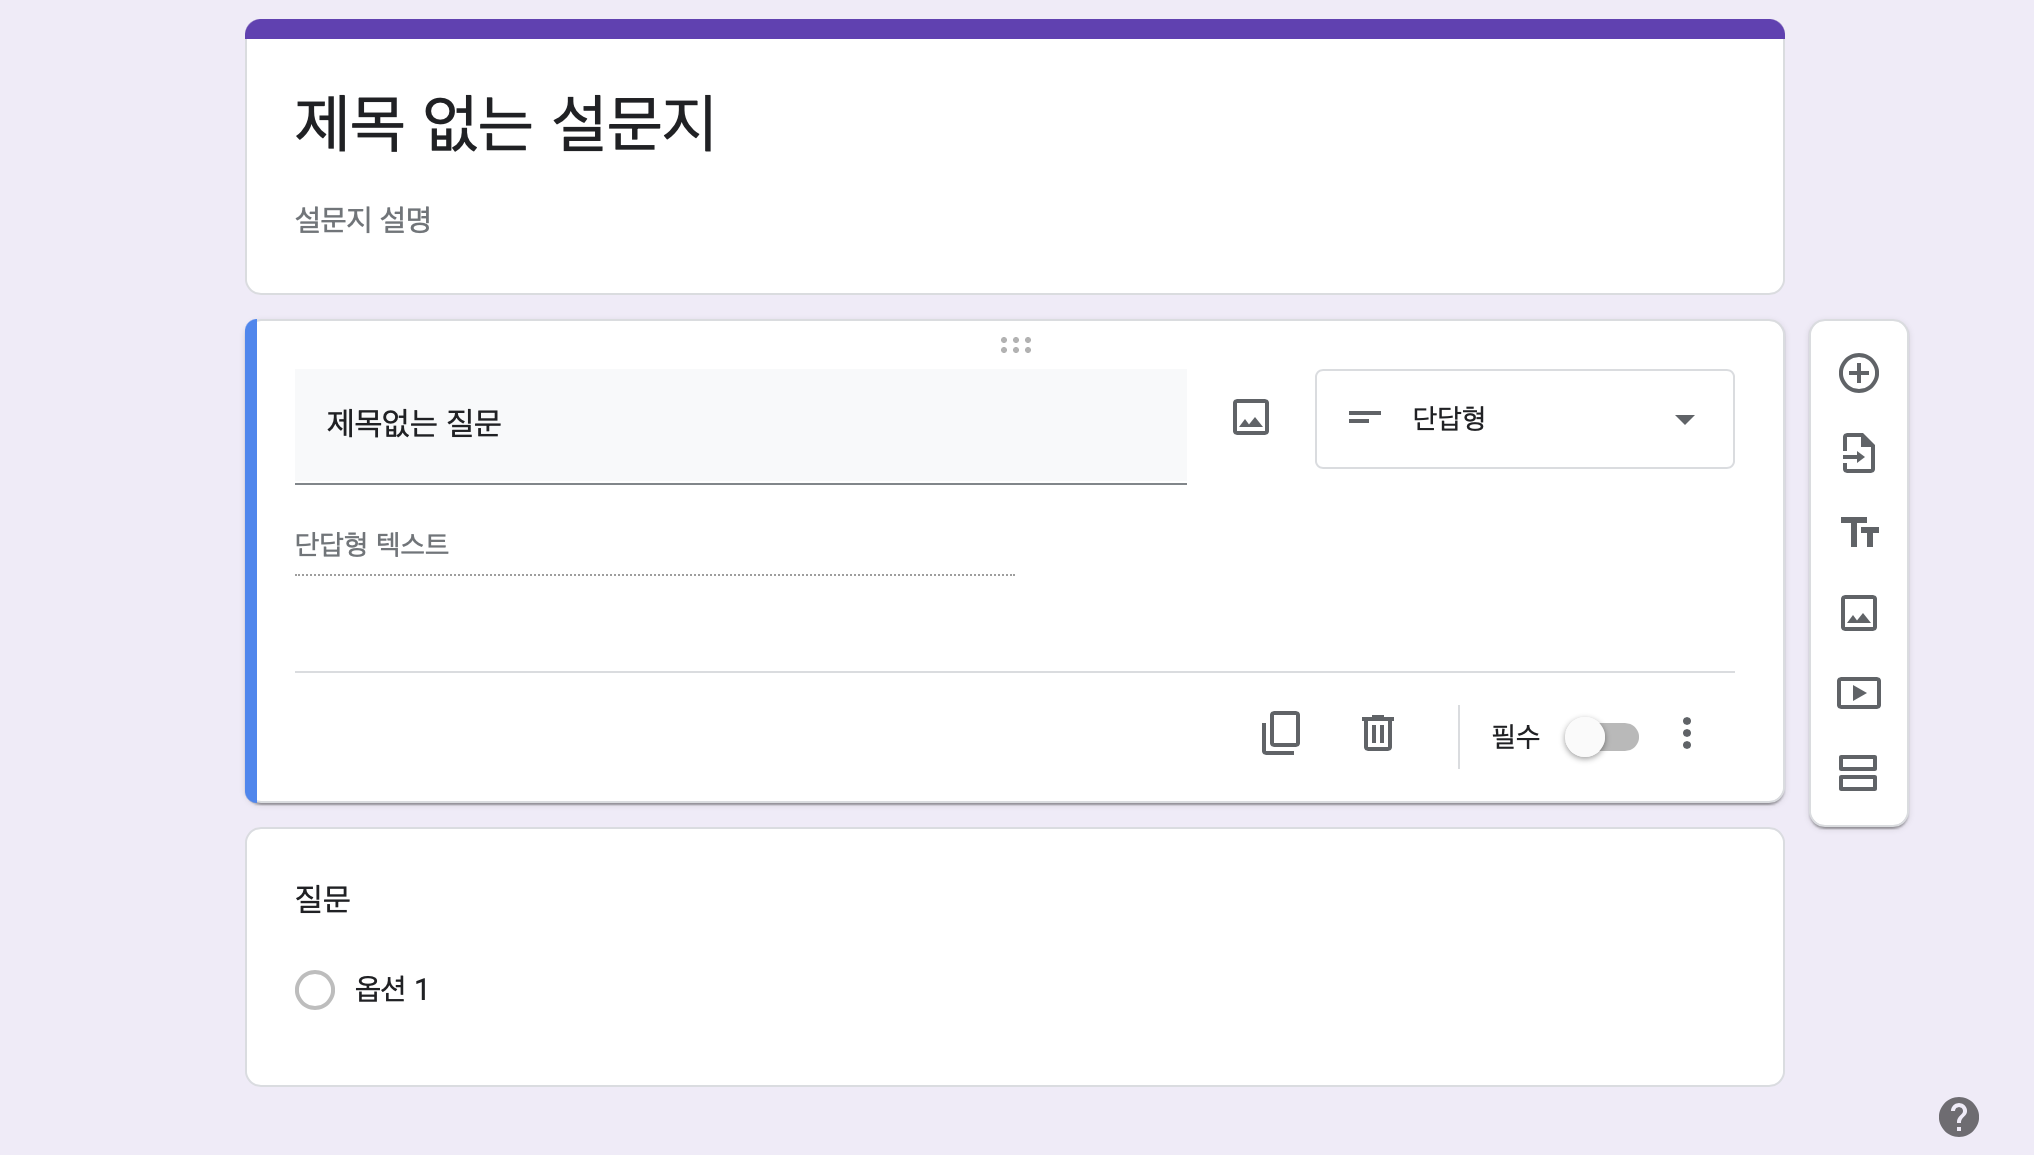 제목 없는 설문지
설문지 설명
제목없는 질문
단답형
단답형 텍스트
필수
질문
옵션 1